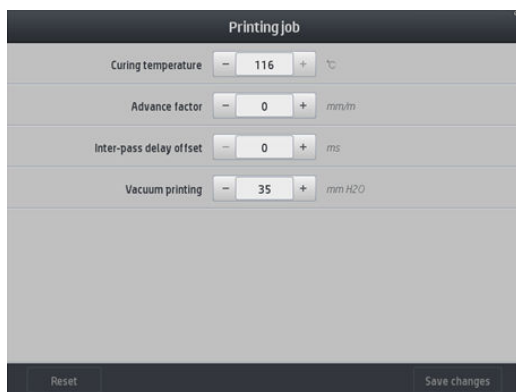 Printing job
Curing temperature − 116 + °C
Advance factor − 0 + mm/m
Inter-pass delay offset − 0 + ms
Vacuum printing − 35 + mm H2O
Reset Save changes